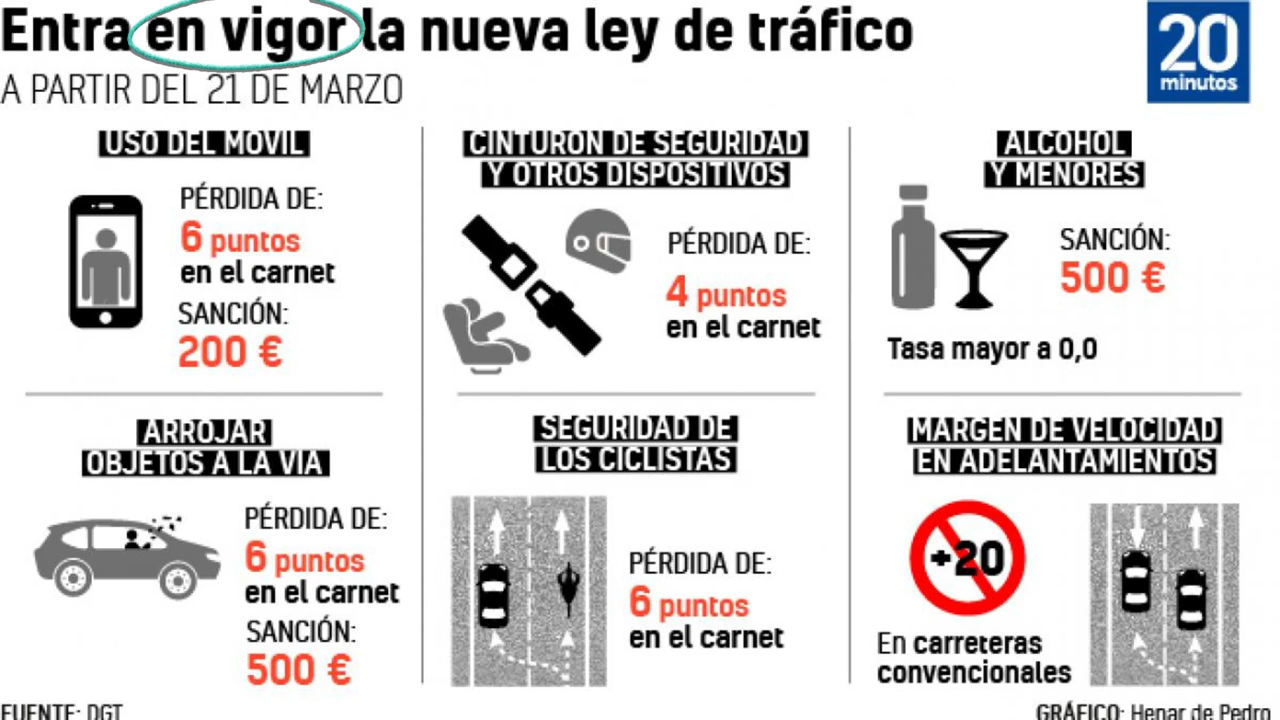 Entra en vigor la nueva ley de tráfico
A PARTIR DEL 21 DE MARZO
20
minutos
USO DEL MÓVIL
PÉRDIDA DE:
6 puntos
en el carnet
SANCIÓN:
200 €
CINTURÓN DE SEGURIDAD
Y OTROS DISPOSITIVOS
PÉRDIDA DE:
4 puntos
en el carnet
ALCOHOL
Y MENORES
SANCIÓN:
500 €
Tasa mayor a 0,0
ARROJAR
OBJETOS A LA VÍA
PÉRDIDA DE:
6 puntos
en el carnet
SANCIÓN:
500 €
SEGURIDAD DE
LOS CICLISTAS
PÉRDIDA DE:
6 puntos
en el carnet
MARGEN DE VELOCIDAD
EN ADELANTAMIENTOS
+20
En carreteras
convencionales
FUENTE: DGT
GRÁFICO: Henar de Pedro